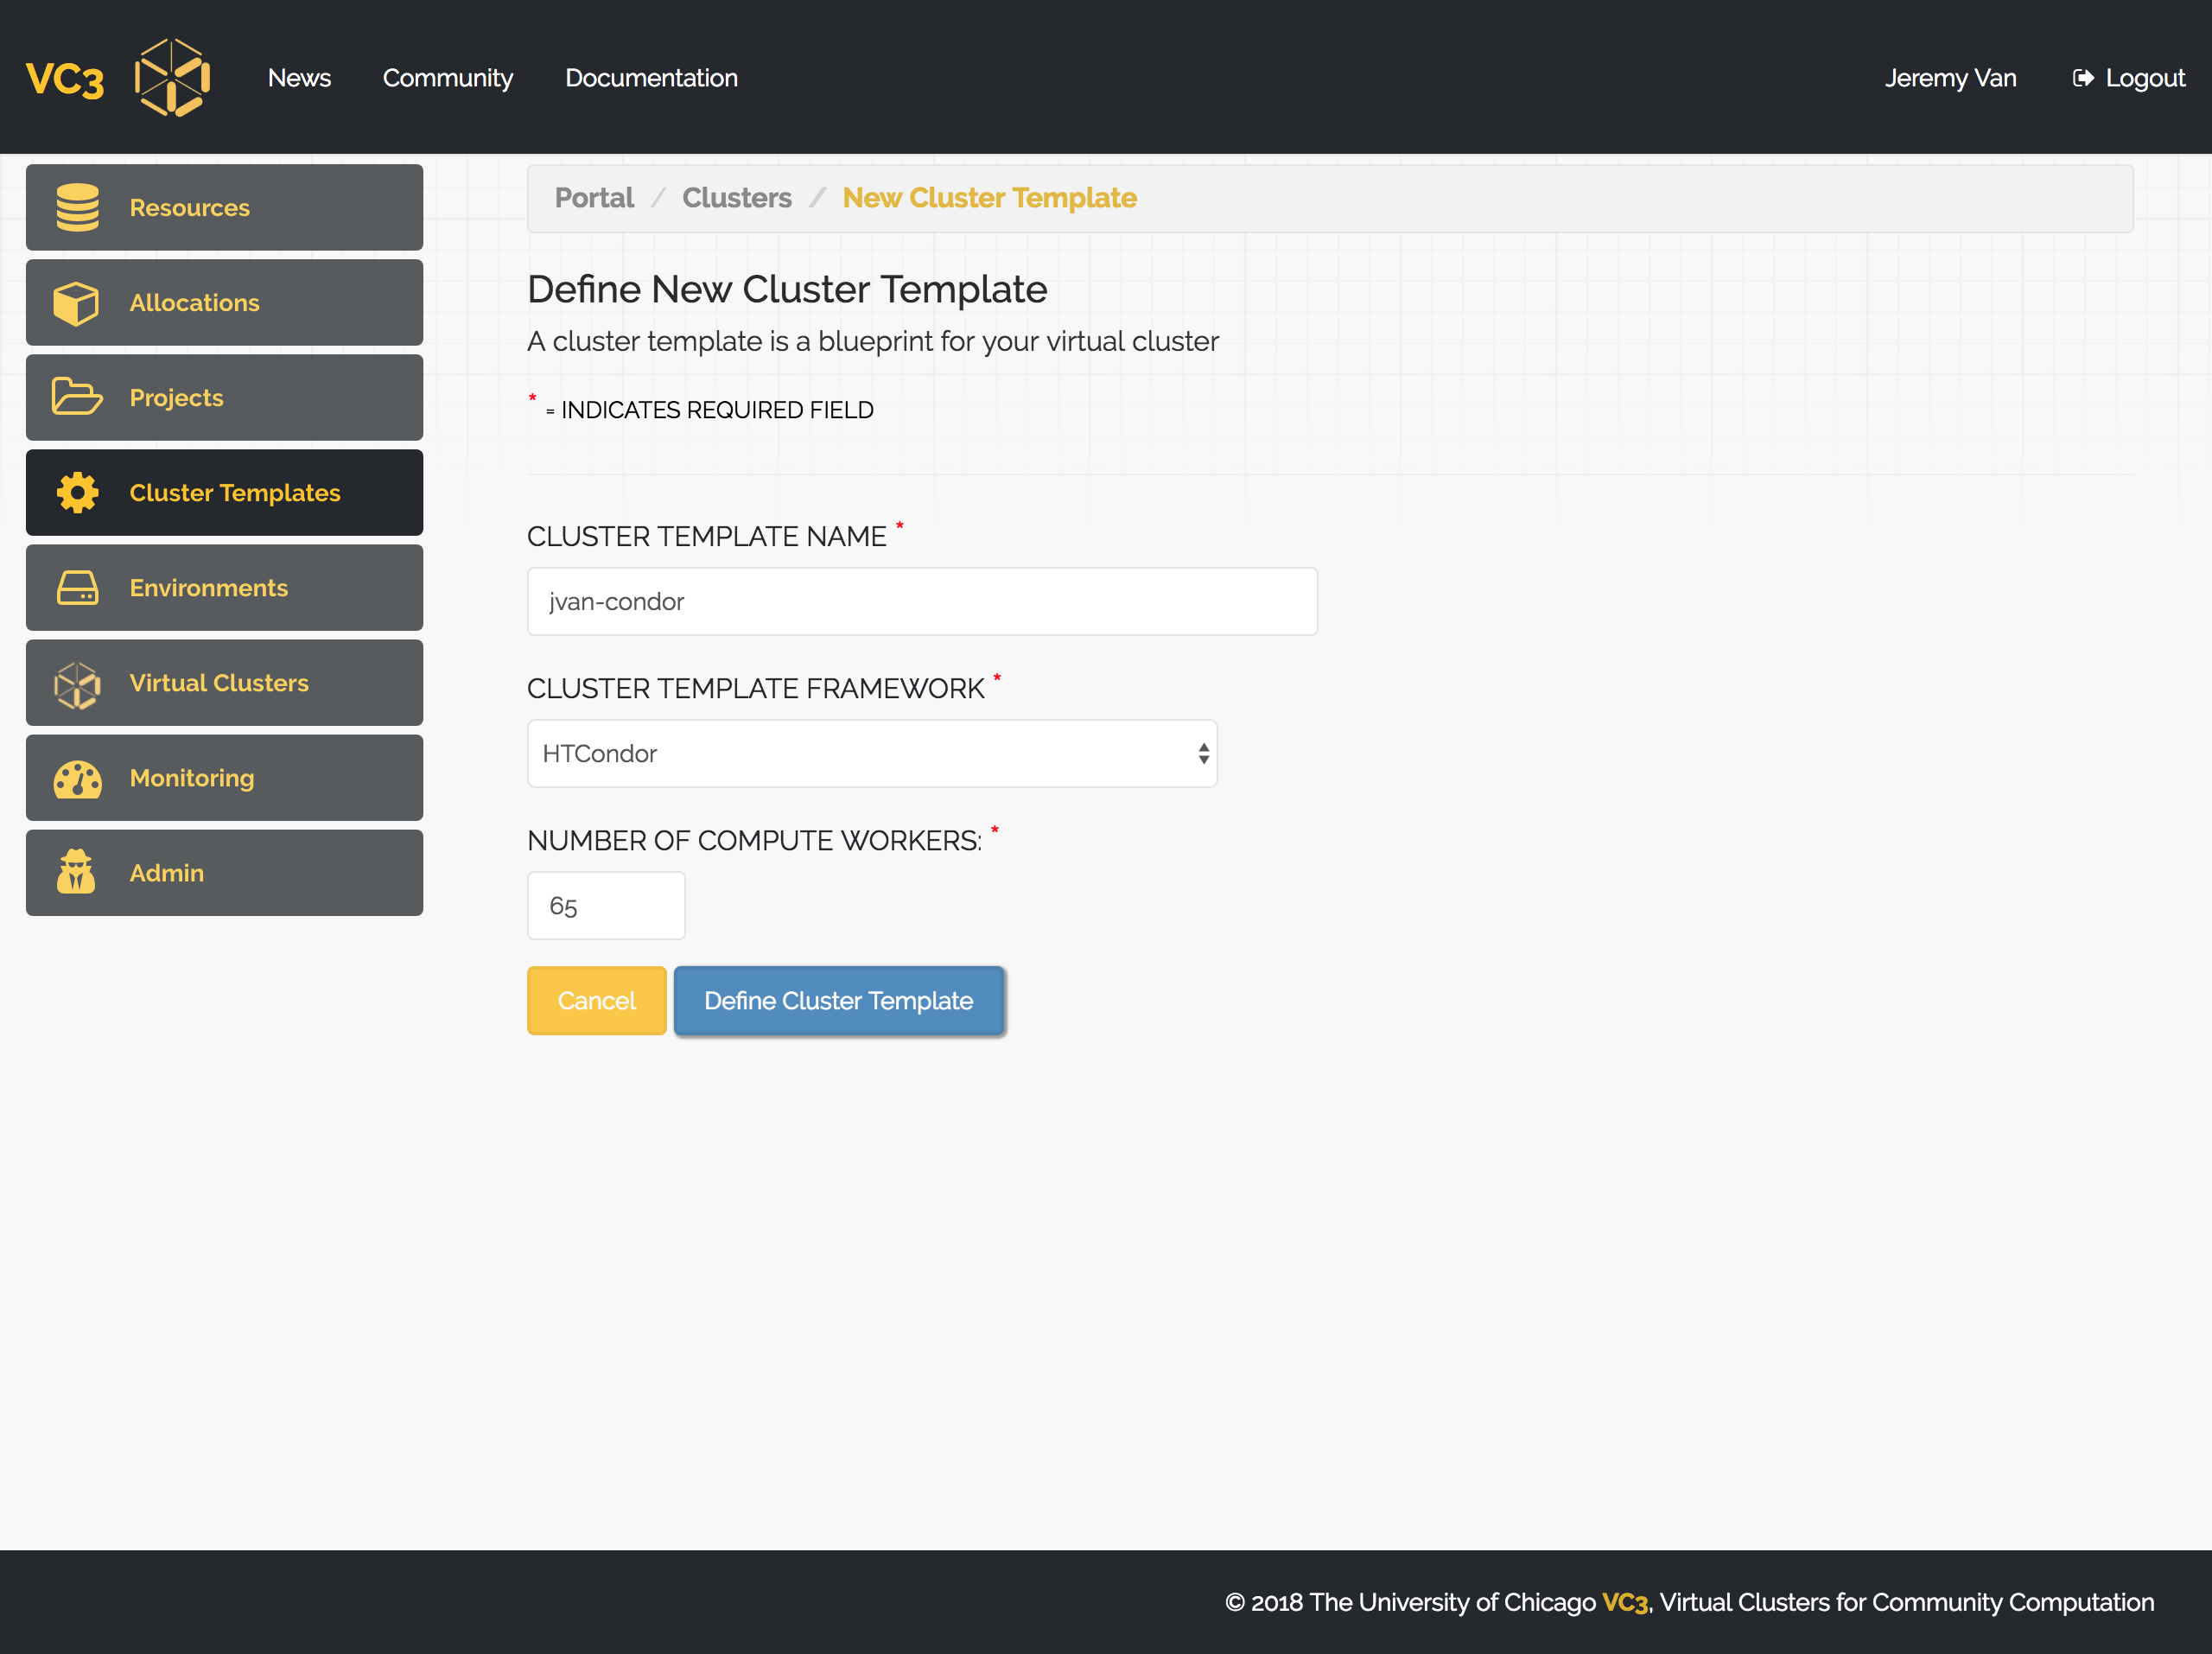 VC3 News Community Documentation Jeremy Van Logout
Resources
Allocations
Projects
Cluster Templates
Environments
Virtual Clusters
Monitoring
Admin
Portal / Clusters / New Cluster Template
Define New Cluster Template
A cluster template is a blueprint for your virtual cluster
* = INDICATES REQUIRED FIELD
CLUSTER TEMPLATE NAME *
jvan-condor
CLUSTER TEMPLATE FRAMEWORK *
HTCondor
NUMBER OF COMPUTE WORKERS: *
65
Cancel Define Cluster Template
© 2018 The University of Chicago VC3, Virtual Clusters for Community Computation